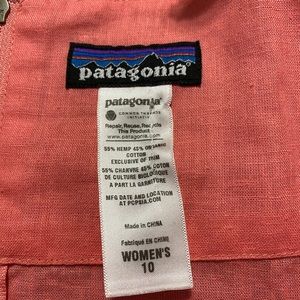 patagonia
patagonia
COMMON THREADS
INITIATIVE
Repair, Reuse, Recycle
This Product
www.patagonia.com
55% HEMP 45% ORGANIC
COTTON
EXCLUSIVE OF TRIM
55% CHANVRE 45% COTON
DE CULTURE BIOLOGIQUE
A PART LA GARNITURE
MFG DATE AND LOCATION
AT PCPSIA.COM
Made in CHINA
Fabriqué EN CHINE
WOMEN'S
10